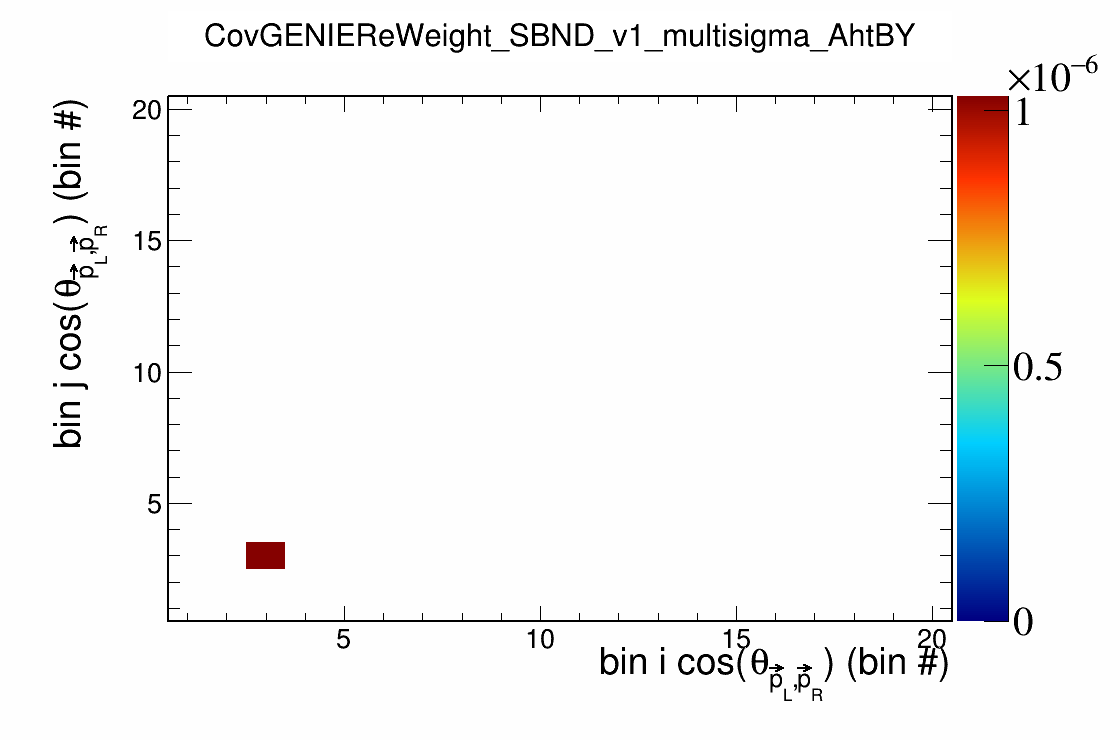 CovGENIEReWeight_SBND_v1_multisigma_AhtBY
×10⁻⁶
bin j cos(θ_{p⃗_L,p⃗_R}) (bin #)
20
15
10
5
1
0.5
0
5 10 15 20
bin i cos(θ_{p⃗_L,p⃗_R}) (bin #)